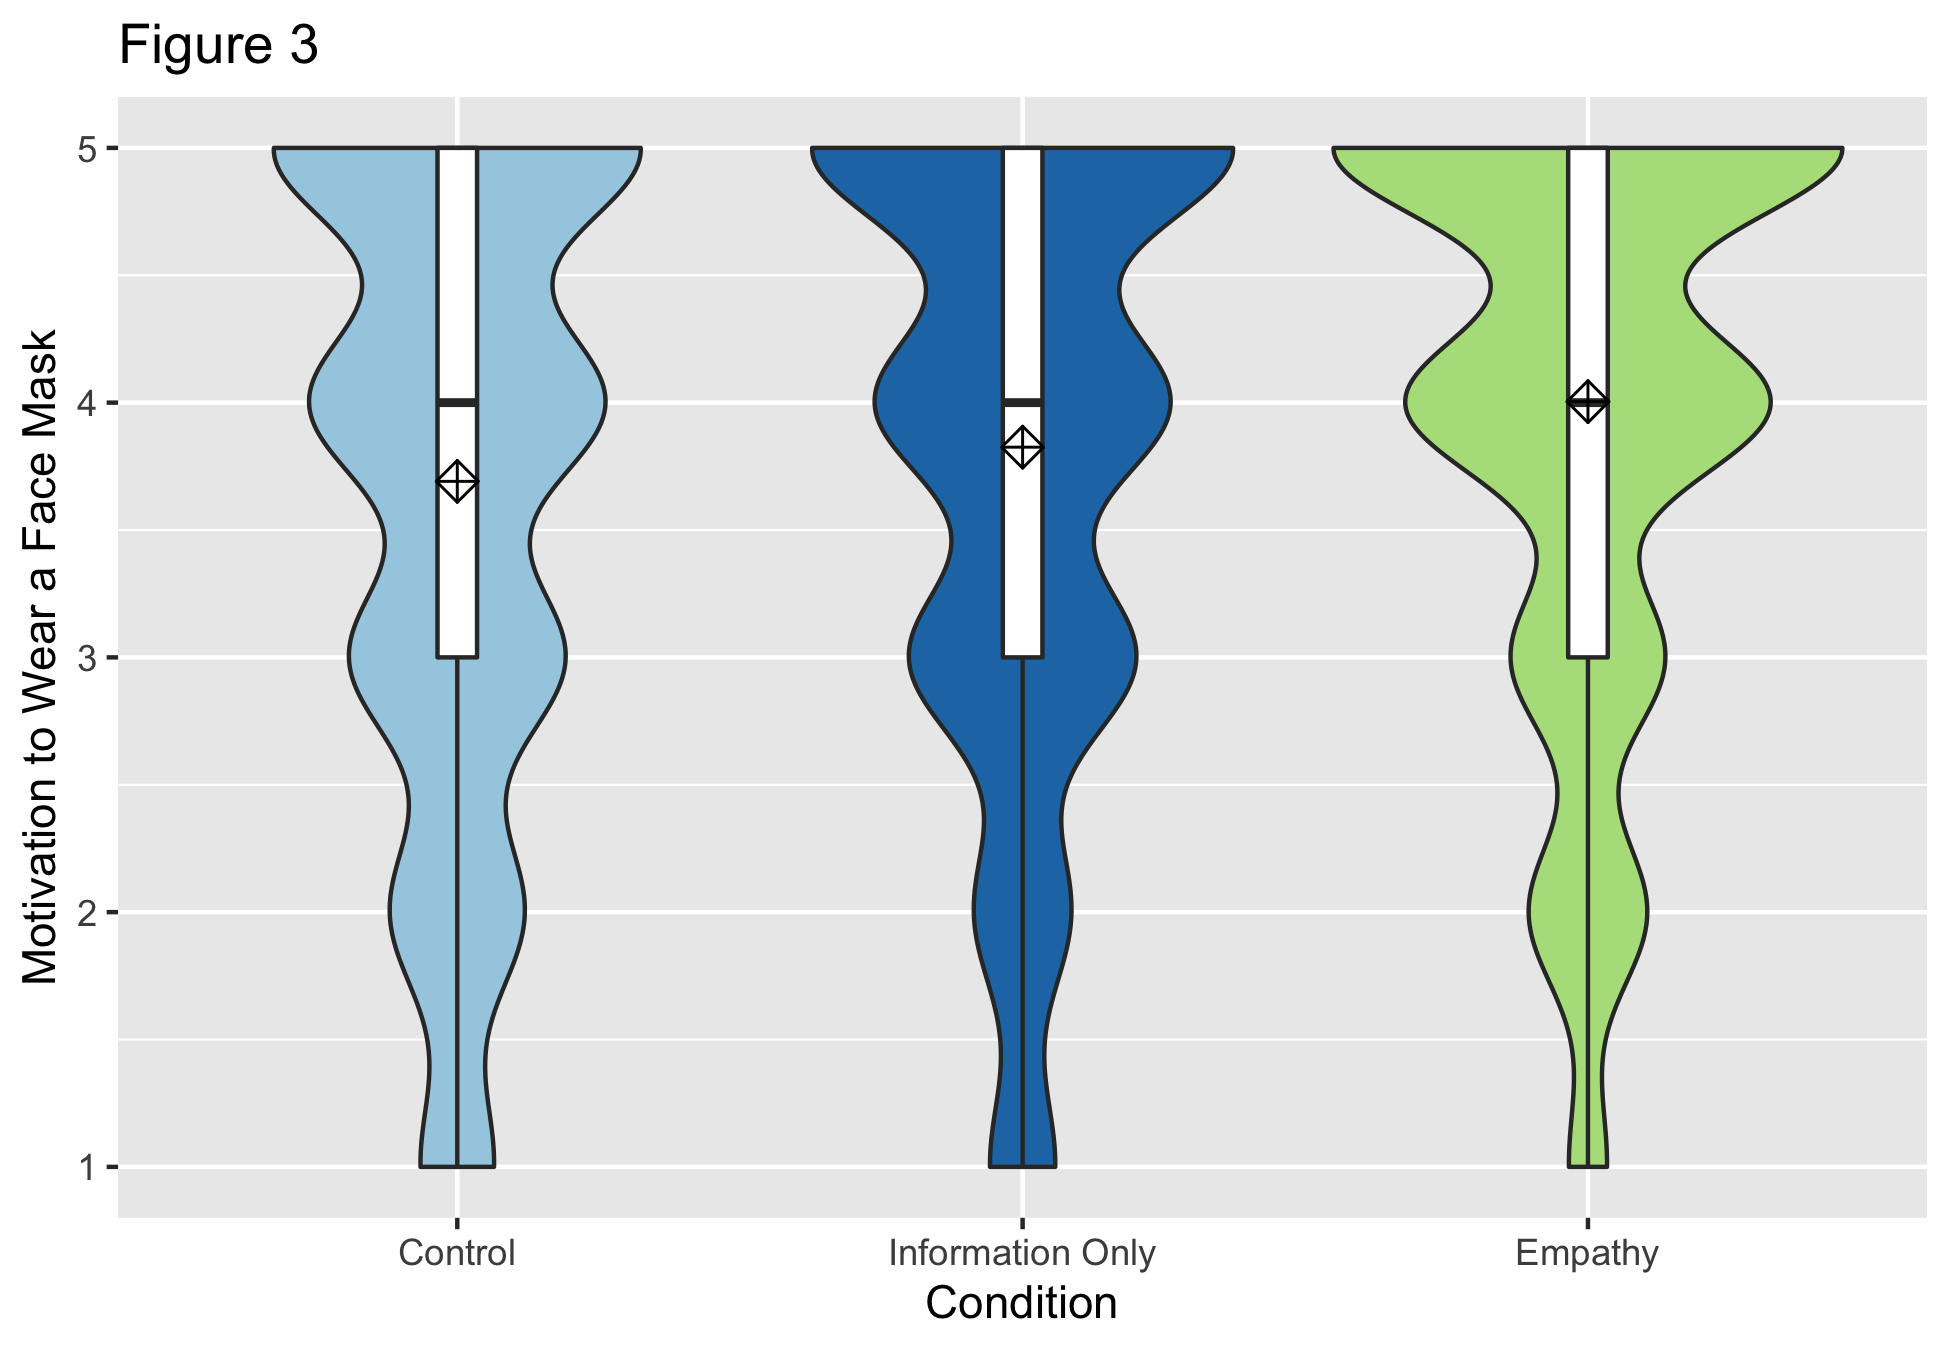 Figure 3
Motivation to Wear a Face Mask
5
4
3
2
1
Control
Information Only
Empathy
Condition